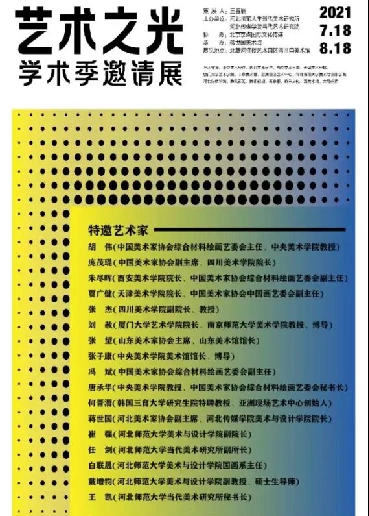 艺术之光
学术季邀请展
2021
7.18
8.18
特邀艺术家
胡 伟(中国美术家协会综合材料绘画艺委会主任、中央美术学院教授)
庞茂琨(中国美术家协会副主席、四川美术学院院长)
朱尽晖(西安美术学院院长、中国美术家协会综合材料绘画艺委会副主任)
贾广健(天津美术学院院长、中国美术家协会中国画艺委会副主任)
张 杰(四川美术学院副院长、教授)
刘 赦(厦门大学艺术学院院长、南京师范大学美术学院教授、博导)
张 望(山东美术家协会主席、山东美术馆馆长)
张子康(中央美术学院美术馆馆长、博导)
冯 斌(中国美术家协会综合材料绘画艺委会副主任)
唐承华(中央美术学院教授、中国美术家协会综合材料绘画艺委会秘书长)
何晋渭(韩国三育大学研究生院特聘教授、亚洲现场艺术中心创始人)
蒋世国(河北美术家协会副主席、河北传媒学院美术与设计学院院长)
崔 强(河北师范大学美术与设计学院副院长)
任 剑(河北师范大学当代美术研究所副所长)
白联晟(河北师范大学美术与设计学院国画系主任)
戴增钧(河北师范大学美术与设计学院副教授、硕士生导师)
王 凯(河北师范大学当代美术研究所秘书长)